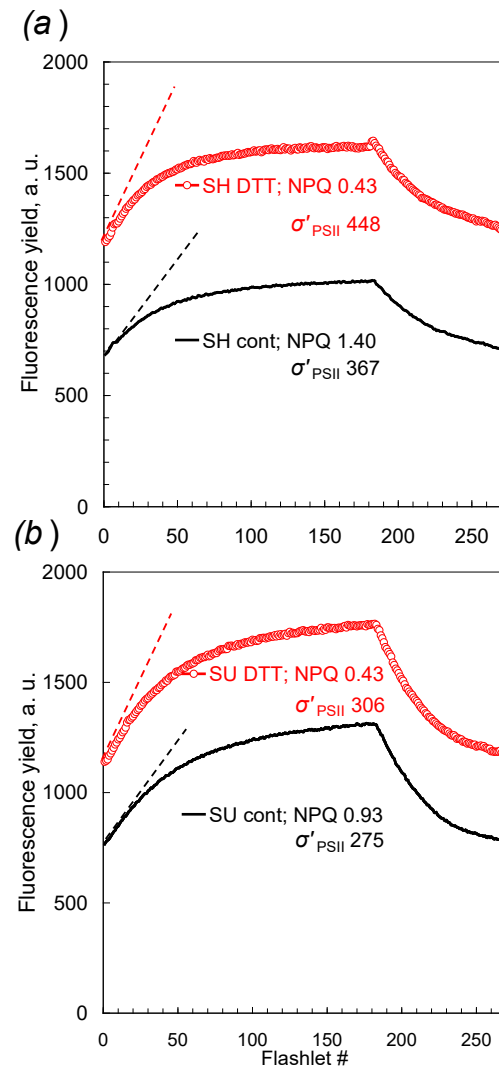 (a)
2000
1500
1000
500
0
Fluorescence yield, a. u.
SH DTT; NPQ 0.43
σ′PSII 448
SH cont; NPQ 1.40
σ′PSII 367
0 50 100 150 200 250
(b)
2000
1500
1000
500
0
Fluorescence yield, a. u.
SU DTT; NPQ 0.43
σ′PSII 306
SU cont; NPQ 0.93
σ′PSII 275
0 50 100 150 200 250
Flashlet #